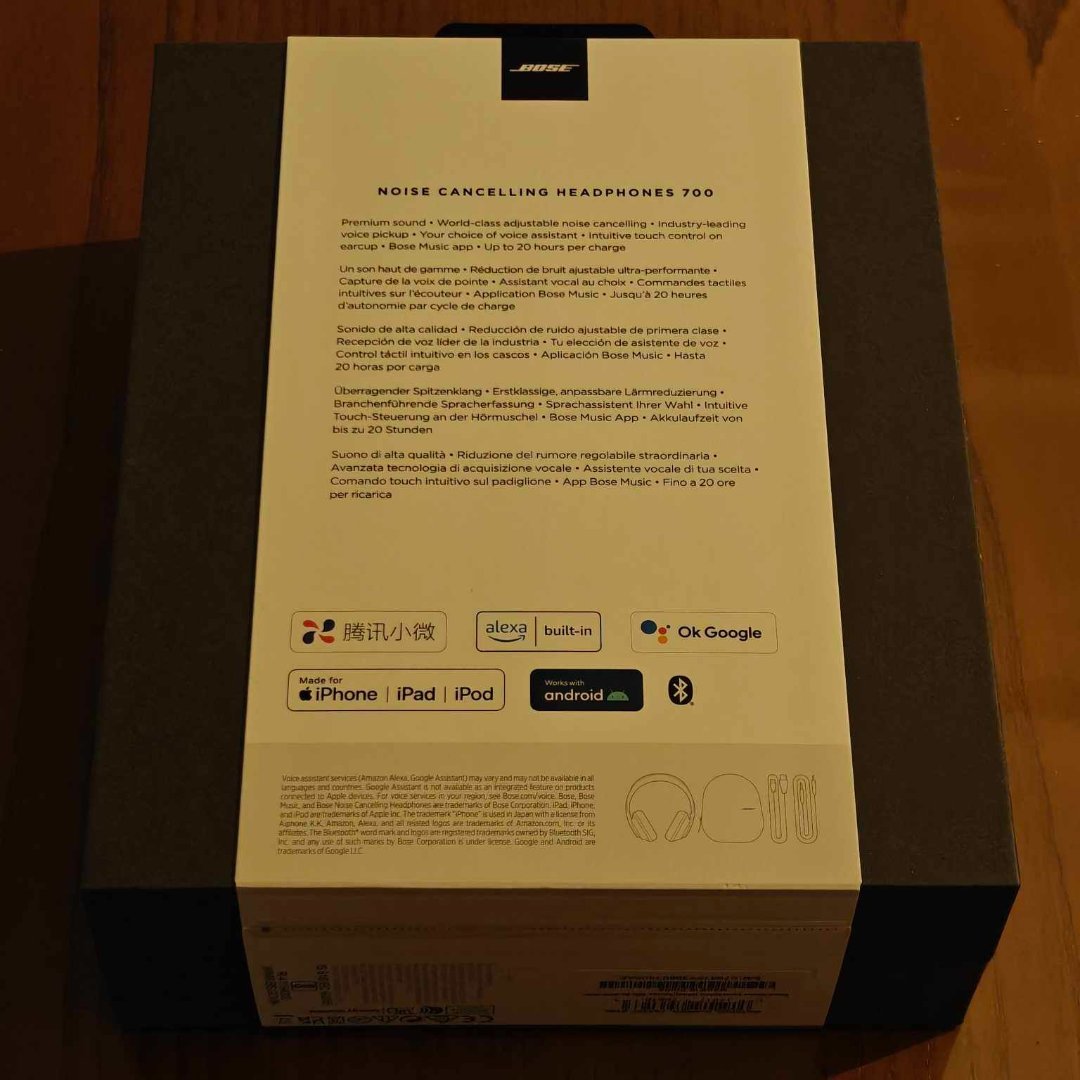 BOSE
NOISE CANCELLING HEADPHONES 700
Premium sound • World-class adjustable noise cancelling • Industry-leading
voice pickup • Your choice of voice assistant • Intuitive touch control on
earcup • Bose Music app • Up to 20 hours per charge
Un son haut de gamme • Réduction de bruit ajustable ultra-performante •
Capture de la voix de pointe • Assistant vocal au choix • Commandes tactiles
intuitives sur l'écouteur • Application Bose Music • Jusqu'à 20 heures
d'autonomie par cycle de charge
Sonido de alta calidad • Reducción de ruido ajustable de primera clase •
Recepción de voz líder de la industria • Tu elección de asistente de voz •
Control táctil intuitivo en los cascos • Aplicación Bose Music • Hasta
20 horas por carga
Überragender Spitzenklang • Erstklassige, anpassbare Lärmreduzierung •
Branchenführende Spracherfassung • Sprachassistent Ihrer Wahl • Intuitive
Touch-Steuerung an der Hörmuschel • Bose Music App • Akkulaufzeit von
bis zu 20 Stunden
Suono di alta qualità • Riduzione del rumore regolabile straordinaria •
Avanzata tecnologia di acquisizione vocale • Assistente vocale di tua scelta •
Comando touch intuitivo sul padiglione • App Bose Music • Fino a 20 ore
per ricarica
腾讯小微
alexa | built-in
Ok Google
Made for
iPhone | iPad | iPod
Works with
android
Voice assistant services (Amazon Alexa, Google Assistant) may vary and may not be available in all
languages and countries. Google Assistant is not available as an integrated feature on products
connected to Apple devices. For voice services in your region, see Bose.com/voice. Bose, Bose
Music, and Bose Noise Cancelling Headphones are trademarks of Bose Corporation. iPad, iPhone,
and iPod are trademarks of Apple Inc. The trademark "iPhone" is used in Japan with a license from
Aiphone K.K. Amazon, Alexa, and all related logos are trademarks of Amazon.com, Inc. or its
affiliates. The Bluetooth® word mark and logos are registered trademarks owned by Bluetooth SIG,
Inc. and any use of such marks by Bose Corporation is under license. Google and Android are
trademarks of Google LLC.